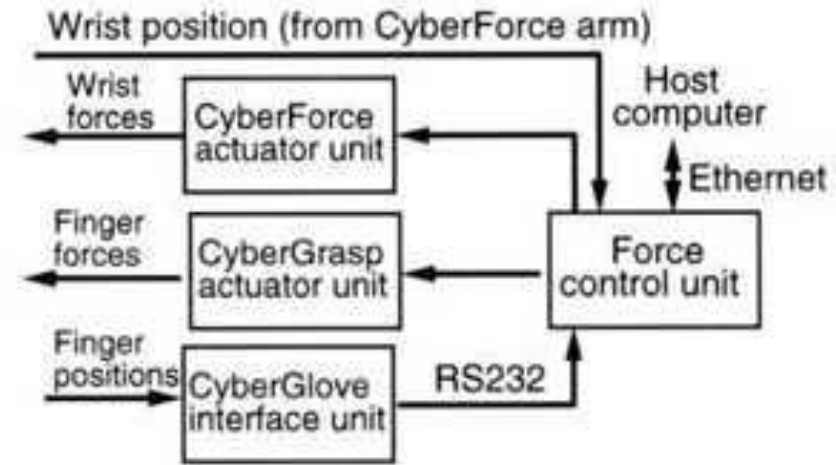 Wrist position (from CyberForce arm)
Wrist
forces
CyberForce
actuator unit
Host
computer
Ethernet
Finger
forces
CyberGrasp
actuator unit
Force
control unit
Finger
positions
CyberGlove
interface unit
RS232